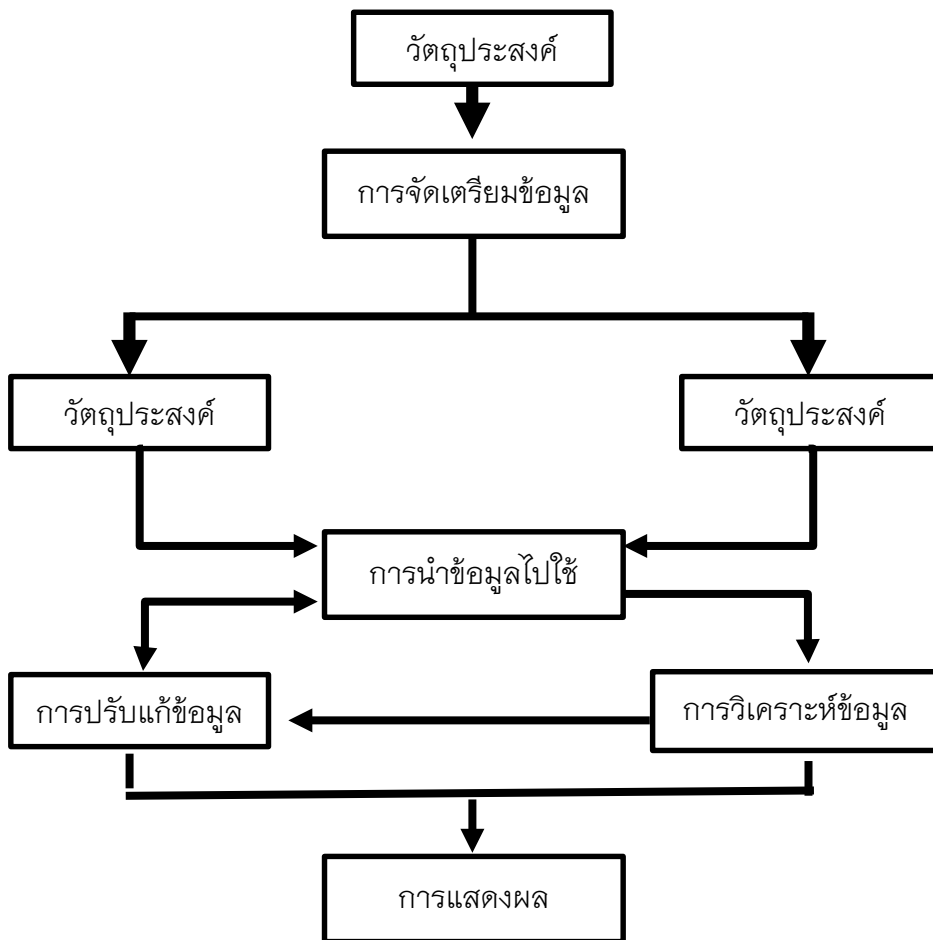 วัตถุประสงค์
การจัดเตรียมข้อมูล
วัตถุประสงค์
วัตถุประสงค์
การนำข้อมูลไปใช้
การปรับแก้ข้อมูล
การวิเคราะห์ข้อมูล
การแสดงผล